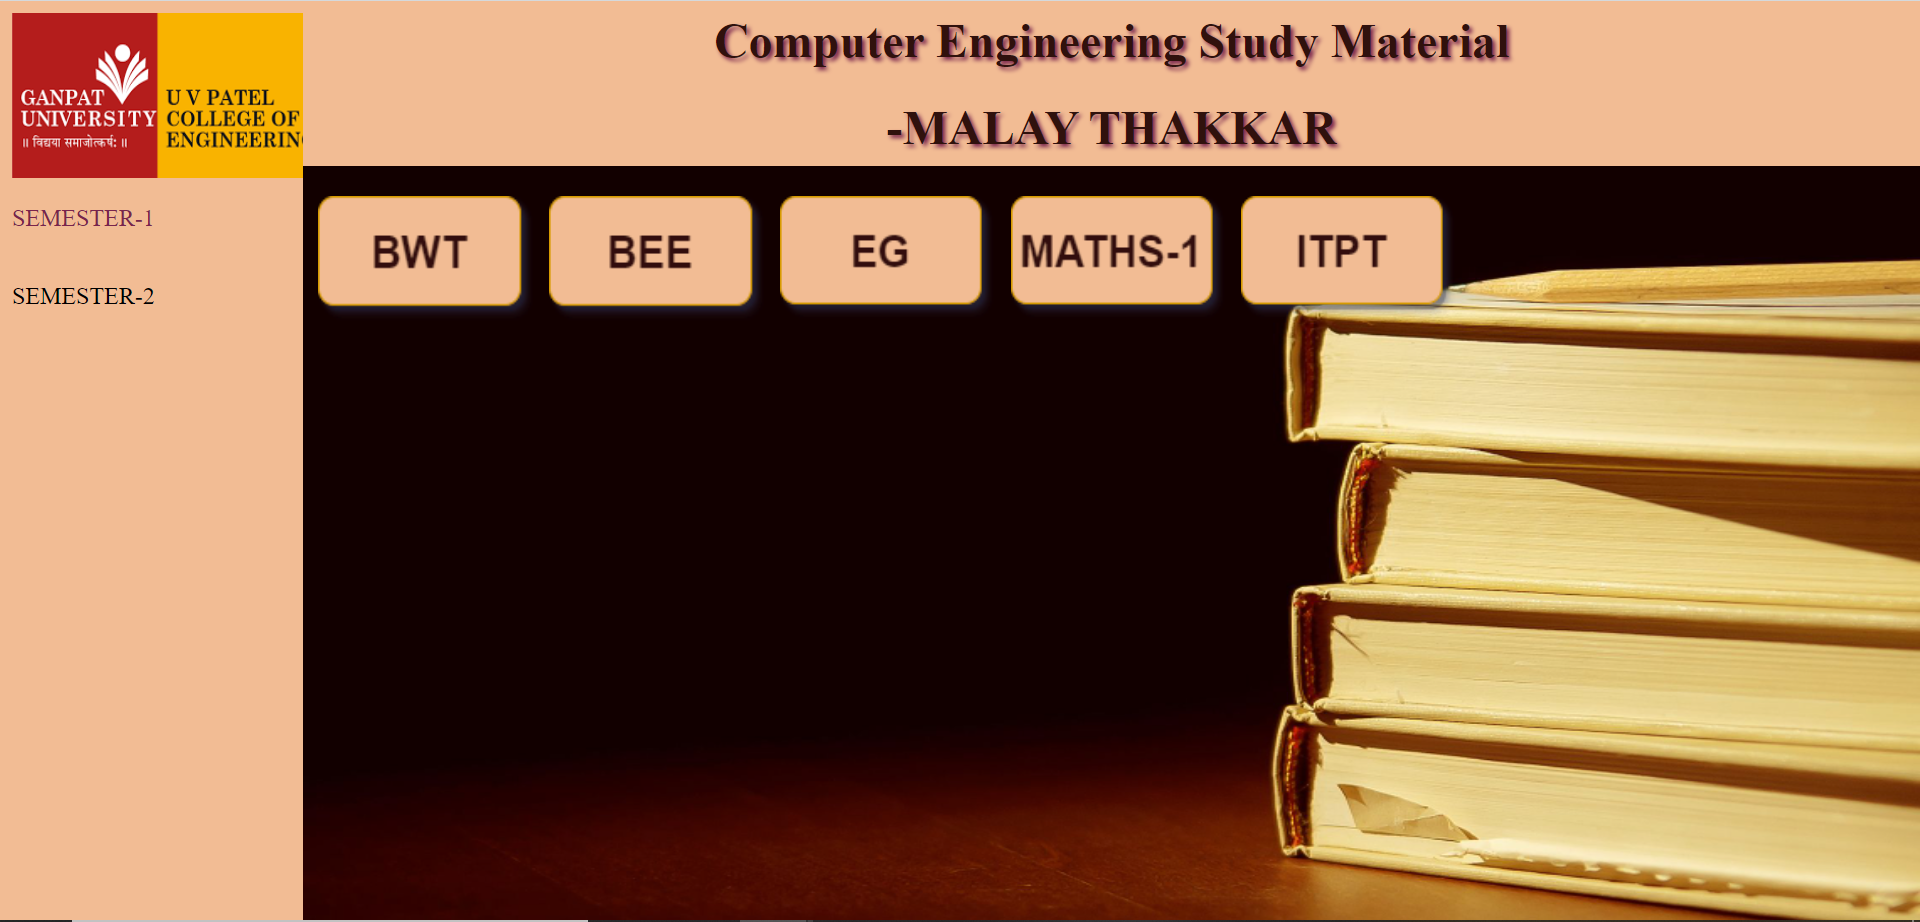 Computer Engineering Study Material
-MALAY THAKKAR
GANPAT
UNIVERSITY
॥ विद्यया समाजोत्कर्ष: ॥
U V PATEL
COLLEGE OF
ENGINEERIN
SEMESTER-1
SEMESTER-2
BWT
BEE
EG
MATHS-1
ITPT